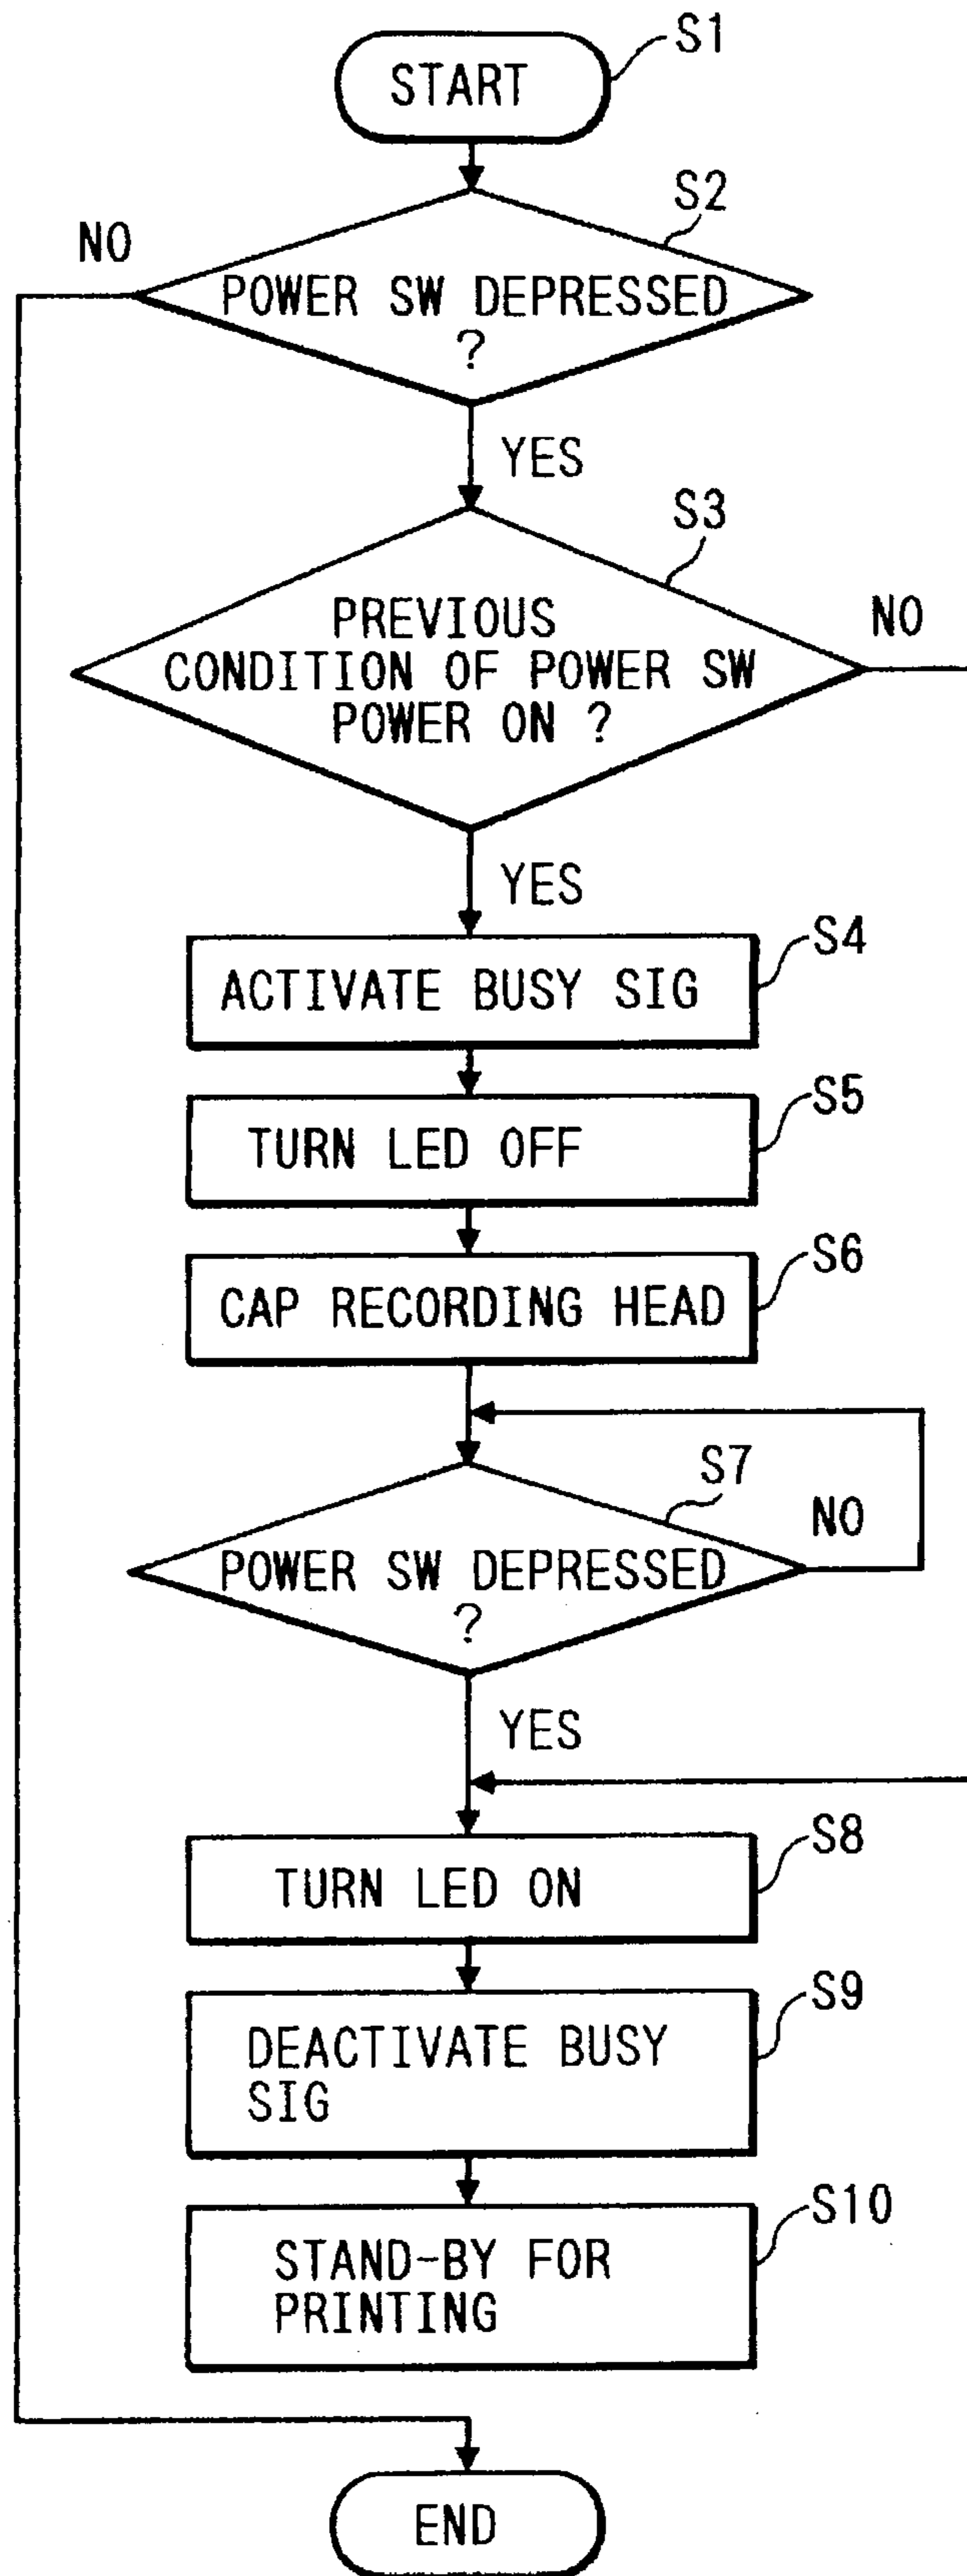 START
S1
S2
NO
POWER SW DEPRESSED
?
YES
S3
NO
PREVIOUS
CONDITION OF POWER SW
POWER ON ?
YES
S4
ACTIVATE BUSY SIG
S5
TURN LED OFF
S6
CAP RECORDING HEAD
S7
NO
POWER SW DEPRESSED
?
YES
S8
TURN LED ON
S9
DEACTIVATE BUSY
SIG
S10
STAND-BY FOR
PRINTING
END